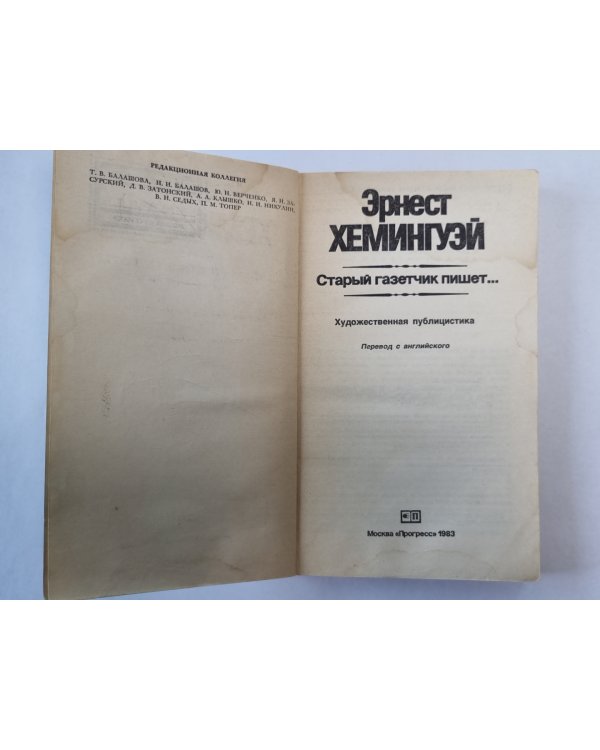 РЕДАКЦИОННАЯ КОЛЛЕГИЯ
Т. В. БАЛАШОВА, Н. И. БАЛАШОВ, Ю. Н. ВЕРЧЕНКО, Я. Н. ЗА-
СУРСКИЙ, Д. В. ЗАТОНСКИЙ, А. А. КЛЫШКО, Н. И. НИКУЛИН,
В. Н. СЕДЫХ, П. М. ТОПЕР
Эрнест
ХЕМИНГУЭЙ
Старый газетчик пишет...
Художественная публицистика
Перевод с английского
Москва «Прогресс» 1983